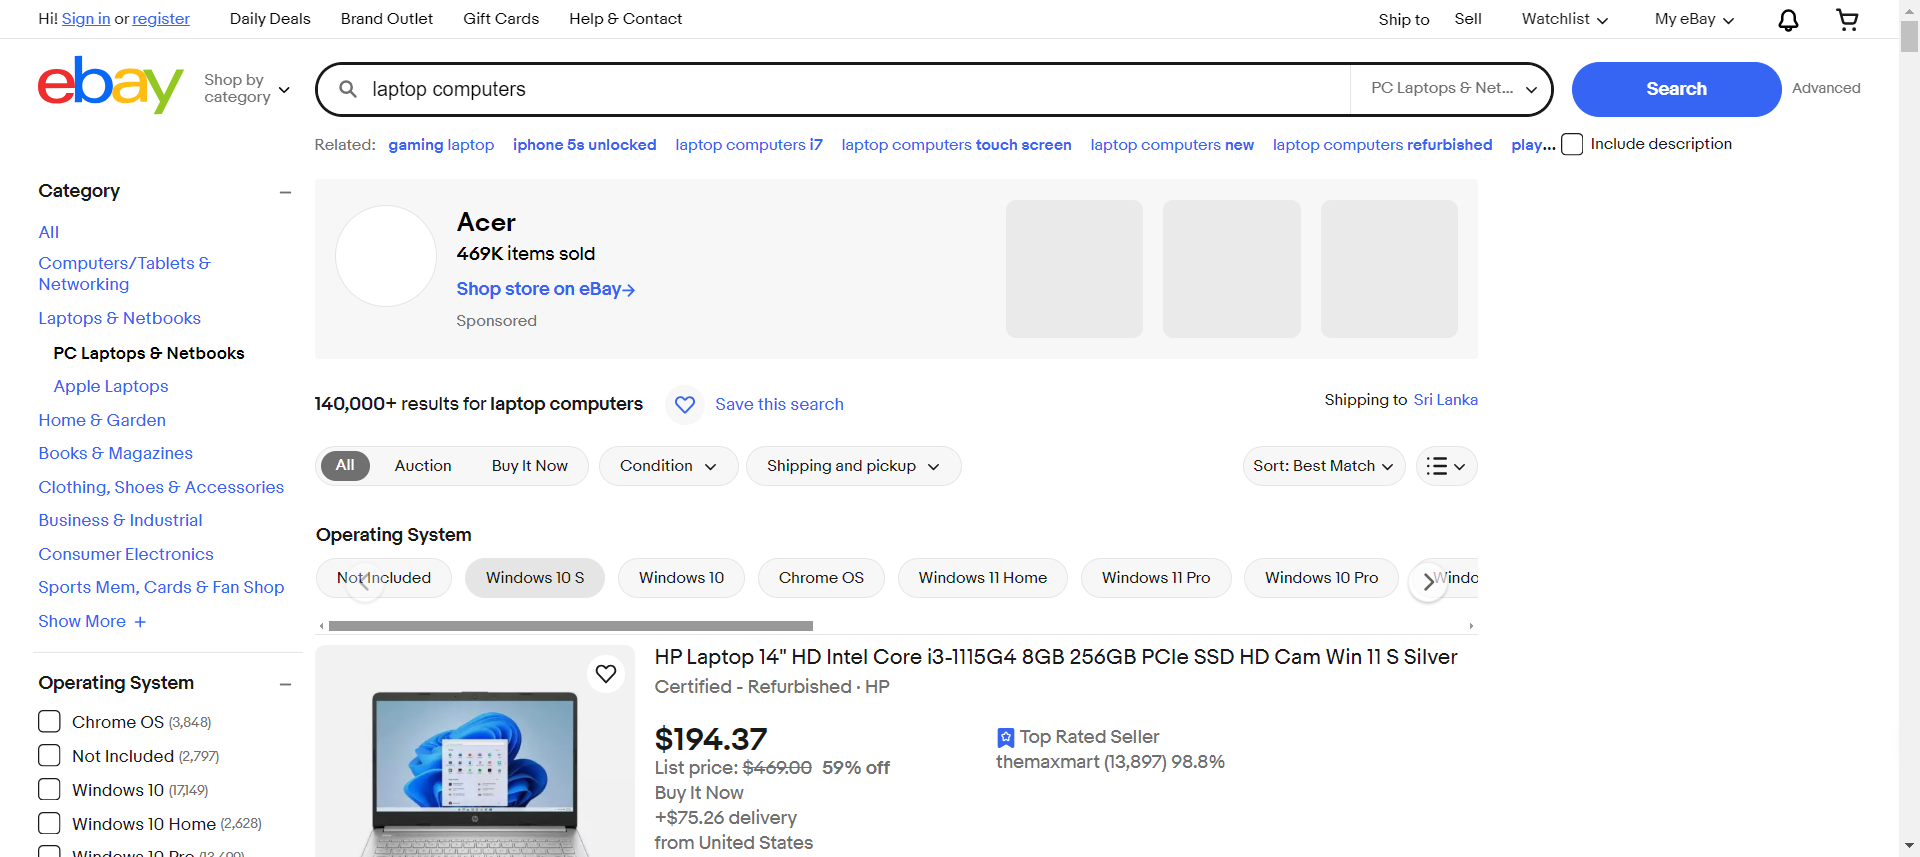 Hi! Sign in or register Daily Deals Brand Outlet Gift Cards Help & Contact Ship to Sell Watchlist My eBay
ebay
Shop by
category
laptop computers PC Laptops & Net... Search Advanced
Related: gaming laptop iphone 5s unlocked laptop computers i7 laptop computers touch screen laptop computers new laptop computers refurbished play... Include description
Category
All
Computers/Tablets &
Networking
Laptops & Netbooks
PC Laptops & Netbooks
Apple Laptops
Home & Garden
Books & Magazines
Clothing, Shoes & Accessories
Business & Industrial
Consumer Electronics
Sports Mem, Cards & Fan Shop
Show More
Operating System
Chrome OS (3,848)
Not Included (2,797)
Windows 10 (17,149)
Windows 10 Home (2,628)
Windows 10 Pro (13,499)
Acer
469K items sold
Shop store on eBay
Sponsored
140,000+ results for laptop computers Save this search Shipping to Sri Lanka
All Auction Buy It Now Condition Shipping and pickup Sort: Best Match
Operating System
Not Included Windows 10 S Windows 10 Chrome OS Windows 11 Home Windows 11 Pro Windows 10 Pro Windo
HP Laptop 14" HD Intel Core i3-1115G4 8GB 256GB PCIe SSD HD Cam Win 11 S Silver
Certified - Refurbished · HP
$194.37
List price: $469.00 59% off
Buy It Now
+$75.26 delivery
from United States
Top Rated Seller
themaxmart (13,897) 98.8%